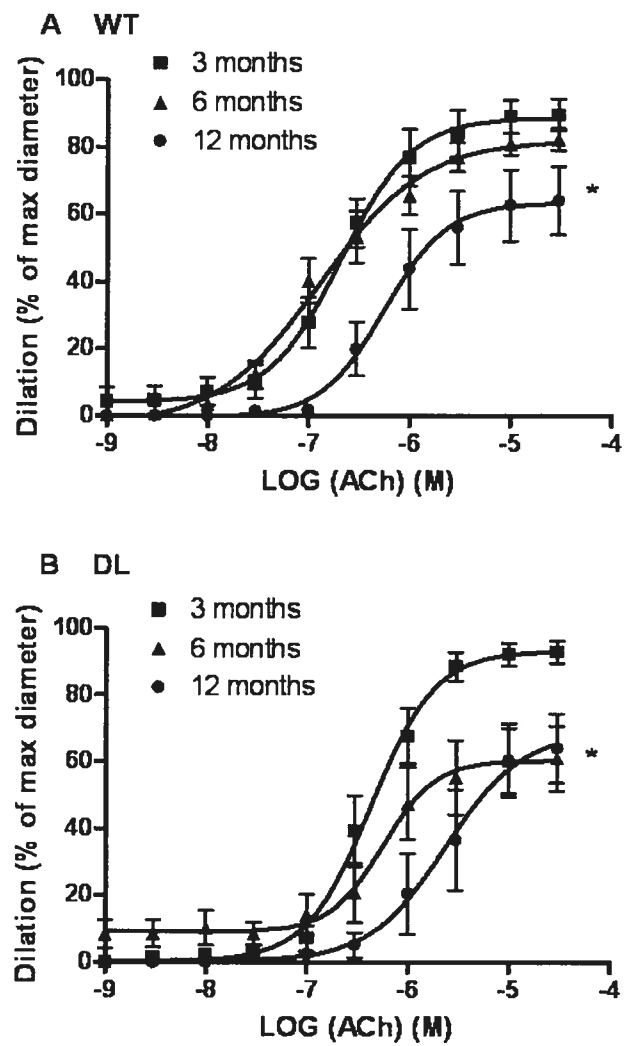 A WT
3 months
6 months
12 months
Dilation (% of max diameter)
100
80
60
40
20
0
*
-9 -8 -7 -6 -5 -4
LOG (ACh) (M)
B DL
3 months
6 months
12 months
Dilation (% of max diameter)
100
80
60
40
20
0
*
-9 -8 -7 -6 -5 -4
LOG (ACh) (M)